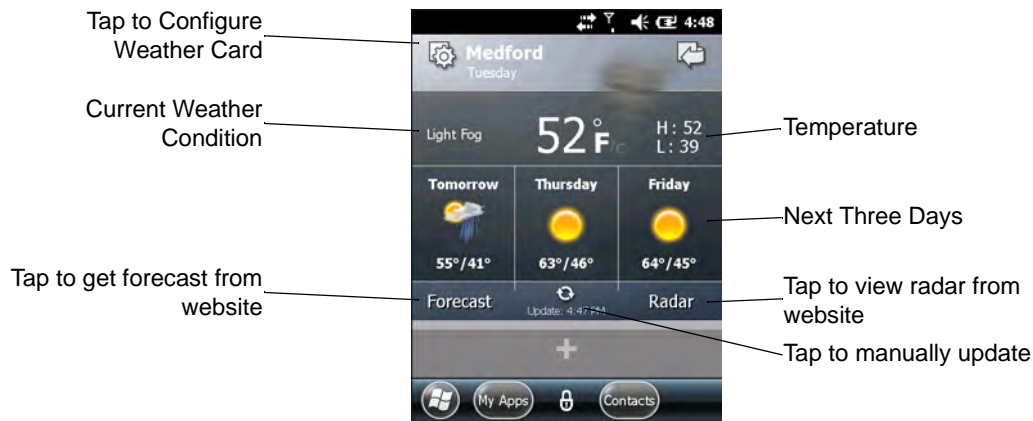 Tap to Configure
Weather Card
Current Weather
Condition
Tap to get forecast from
website
4:48
Medford
Tuesday
Light Fog
52°F/C
H: 52
L: 39
Tomorrow
Thursday
Friday
55°/41°
63°/46°
64°/45°
Forecast
Update: 4:47 PM
Radar
My Apps
Contacts
Temperature
Next Three Days
Tap to view radar from
website
Tap to manually update